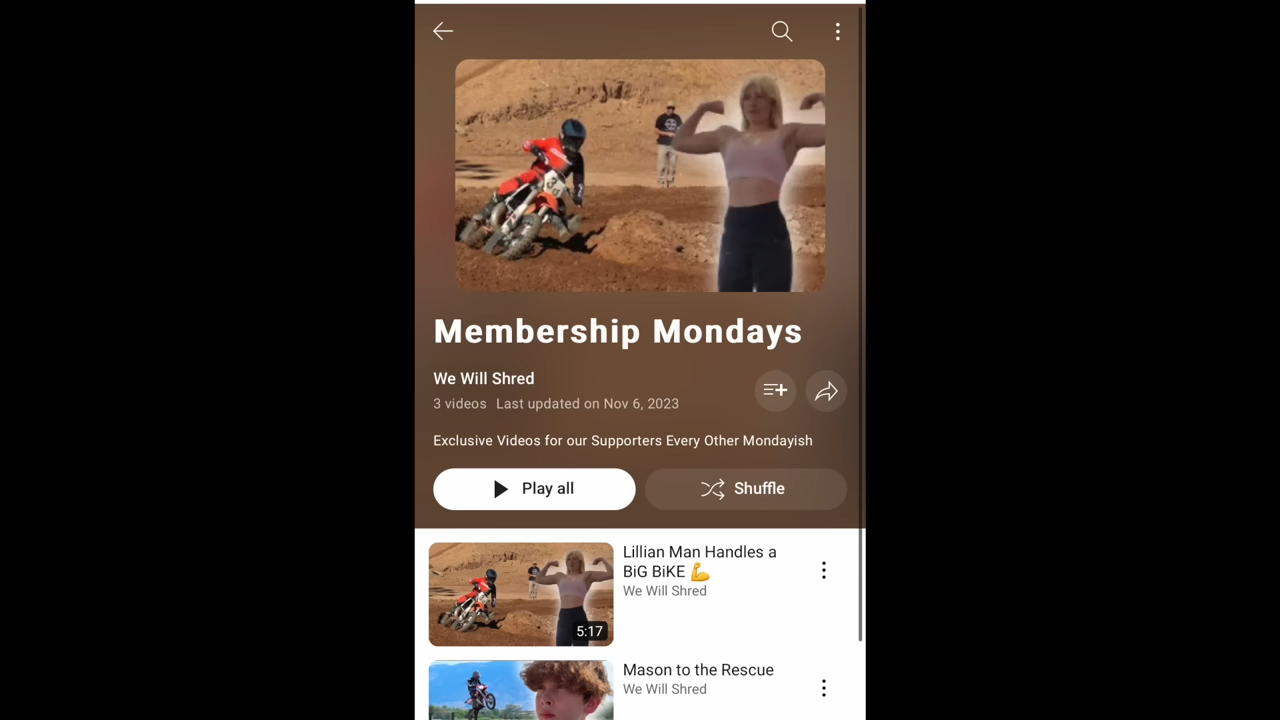 Membership Mondays
We Will Shred
3 videos Last updated on Nov 6, 2023
Exclusive Videos for our Supporters Every Other Mondayish
Play all
Shuffle
Lillian Man Handles a
BiG BiKE 💪
We Will Shred
5:17
Mason to the Rescue
We Will Shred